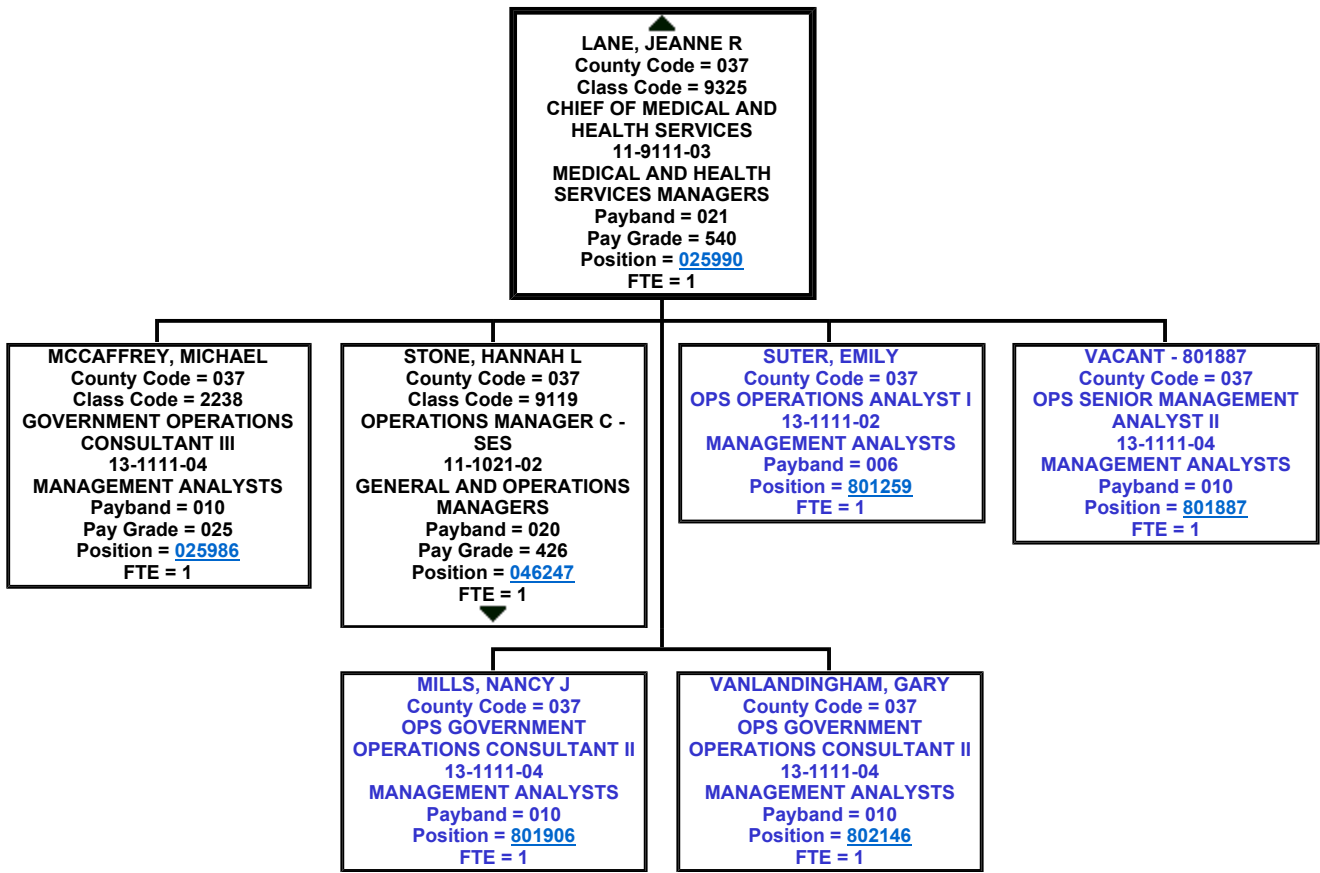 LANE, JEANNE R
County Code = 037
Class Code = 9325
CHIEF OF MEDICAL AND
HEALTH SERVICES
11-9111-03
MEDICAL AND HEALTH
SERVICES MANAGERS
Payband = 021
Pay Grade = 540
Position = 025990
FTE = 1
MCCAFFREY, MICHAEL
County Code = 037
Class Code = 2238
GOVERNMENT OPERATIONS
CONSULTANT III
13-1111-04
MANAGEMENT ANALYSTS
Payband = 010
Pay Grade = 025
Position = 025986
FTE = 1
STONE, HANNAH L
County Code = 037
Class Code = 9119
OPERATIONS MANAGER C -
SES
11-1021-02
GENERAL AND OPERATIONS
MANAGERS
Payband = 020
Pay Grade = 426
Position = 046247
FTE = 1
SUTER, EMILY
County Code = 037
OPS OPERATIONS ANALYST I
13-1111-02
MANAGEMENT ANALYSTS
Payband = 006
Position = 801259
FTE = 1
VACANT - 801887
County Code = 037
OPS SENIOR MANAGEMENT
ANALYST II
13-1111-04
MANAGEMENT ANALYSTS
Payband = 010
Position = 801887
FTE = 1
MILLS, NANCY J
County Code = 037
OPS GOVERNMENT
OPERATIONS CONSULTANT II
13-1111-04
MANAGEMENT ANALYSTS
Payband = 010
Position = 801906
FTE = 1
VANLANDINGHAM, GARY
County Code = 037
OPS GOVERNMENT
OPERATIONS CONSULTANT II
13-1111-04
MANAGEMENT ANALYSTS
Payband = 010
Position = 802146
FTE = 1